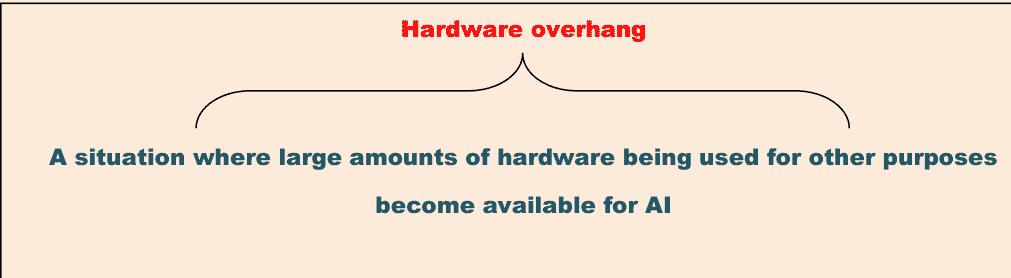 Hardware overhang
A situation where large amounts of hardware being used for other purposes
become available for AI